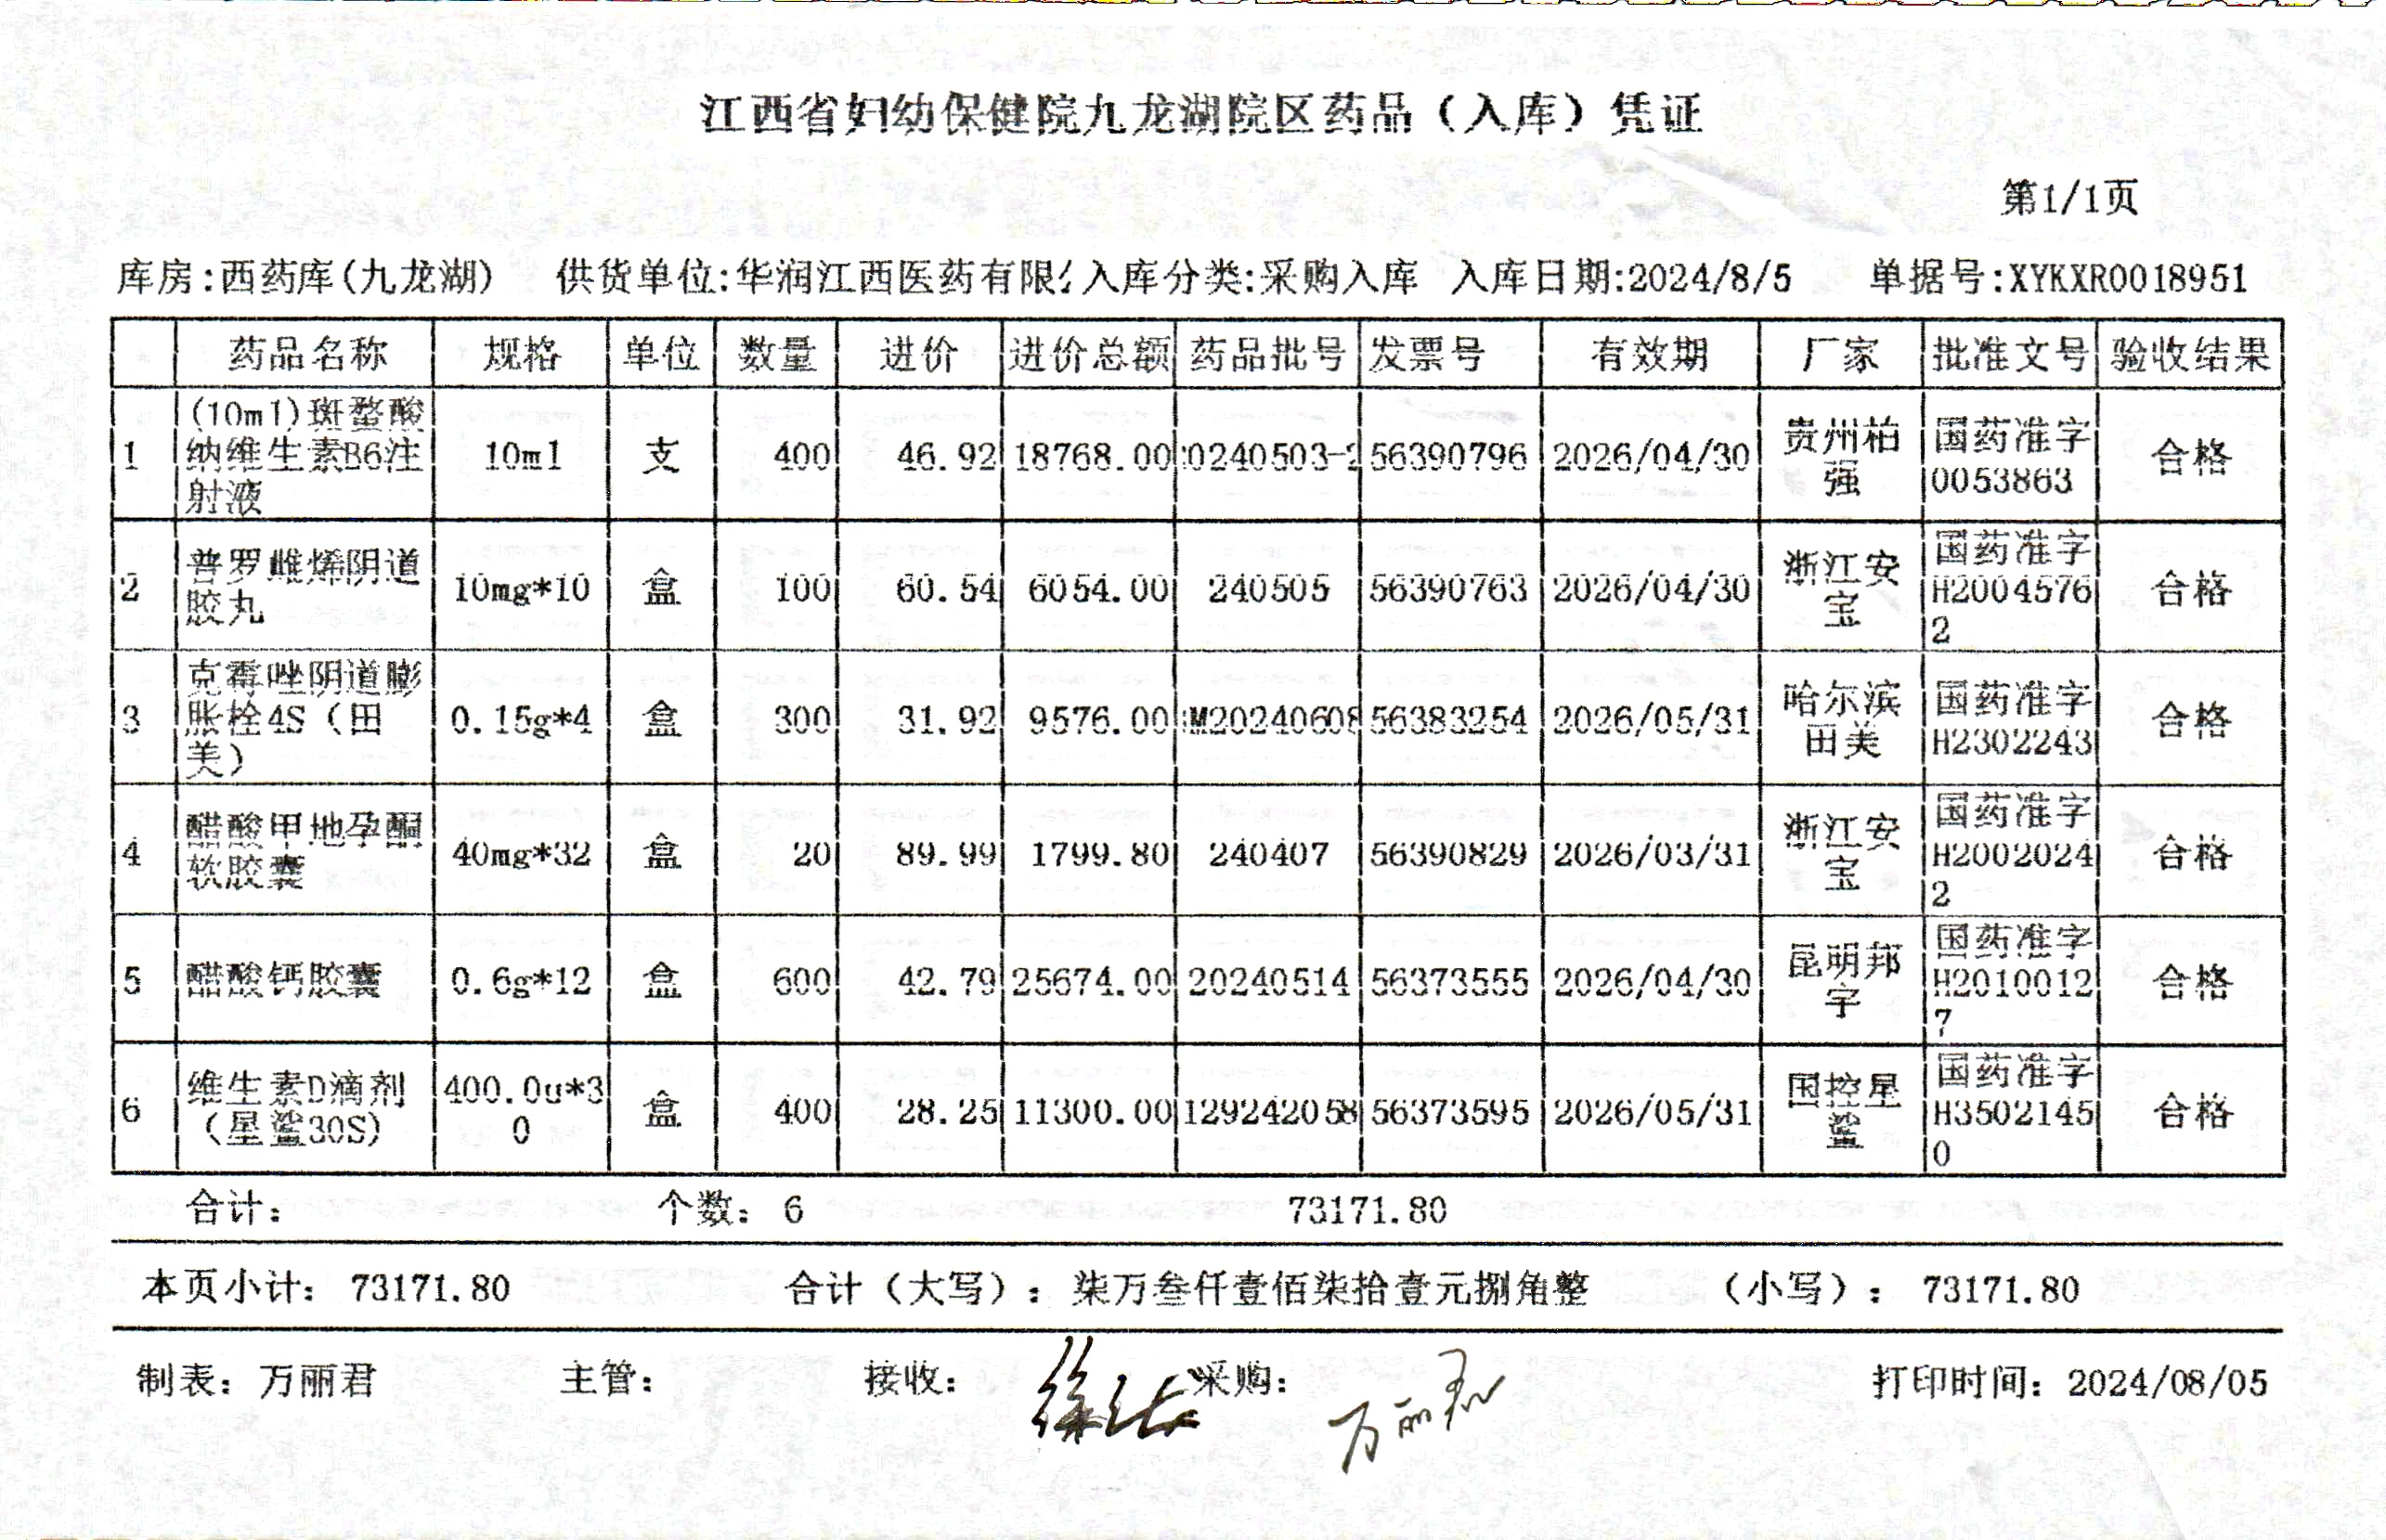 江西省妇幼保健院九龙湖院区药品（入库）凭证
第1/1页
库房:西药库(九龙湖) 供货单位:华润江西医药有限 入库分类:采购入库 入库日期:2024/8/5 单据号:XYKXR0018951
药品名称 规格 单位 数量 进价 进价总额 药品批号 发票号 有效期 厂家 批准文号 验收结果
1 (10ml)斑蝥酸纳维生素B6注射液 10ml 支 400 46.92 18768.00 0240503-2 56390796 2026/04/30 贵州柏强 国药准字0053863 合格
2 普罗雌烯阴道胶丸 10mg*10 盒 100 60.54 6054.00 240505 56390763 2026/04/30 浙江安宝 国药准字H20045762 合格
3 克霉唑阴道膨胀栓4S（田美） 0.15g*4 盒 300 31.92 9576.00 M20240608 56383254 2026/05/31 哈尔滨田美 国药准字H2302243 合格
4 醋酸甲地孕酮软胶囊 40mg*32 盒 20 89.99 1799.80 240407 56390829 2026/03/31 浙江安宝 国药准字H20020242 合格
5 醋酸钙胶囊 0.6g*12 盒 600 42.79 25674.00 20240514 56373555 2026/04/30 昆明邦宇 国药准字H20100127 合格
6 维生素D滴剂（星鲨30S） 400.0u*30 盒 400 28.25 11300.00 129242058 56373595 2026/05/31 国控星鲨 国药准字H35021450 合格
合计： 个数： 6 73171.80
本页小计： 73171.80 合计（大写）：柒万叁仟壹佰柒拾壹元捌角整 （小写）： 73171.80
制表：万丽君 主管： 接收： 采购：万丽君 打印时间：2024/08/05